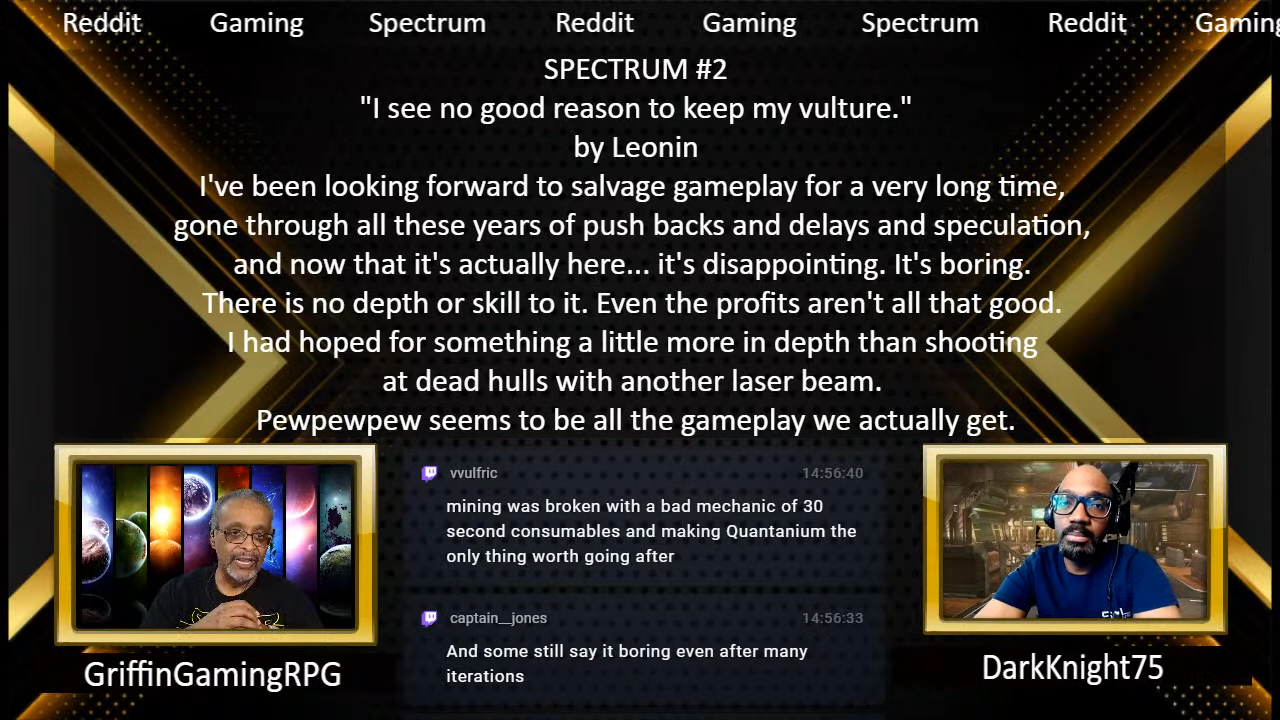 Reddit Gaming Spectrum Reddit Gaming Spectrum Reddit Gaming
SPECTRUM #2
"I see no good reason to keep my vulture."
by Leonin
I've been looking forward to salvage gameplay for a very long time,
gone through all these years of push backs and delays and speculation,
and now that it's actually here... it's disappointing. It's boring.
There is no depth or skill to it. Even the profits aren't all that good.
I had hoped for something a little more in depth than shooting
at dead hulls with another laser beam.
Pewpewpew seems to be all the gameplay we actually get.
vvulfric 14:56:40
mining was broken with a bad mechanic of 30
second consumables and making Quantanium the
only thing worth going after
captain__jones 14:56:33
And some still say it boring even after many
iterations
GriffinGamingRPG
DarkKnight75